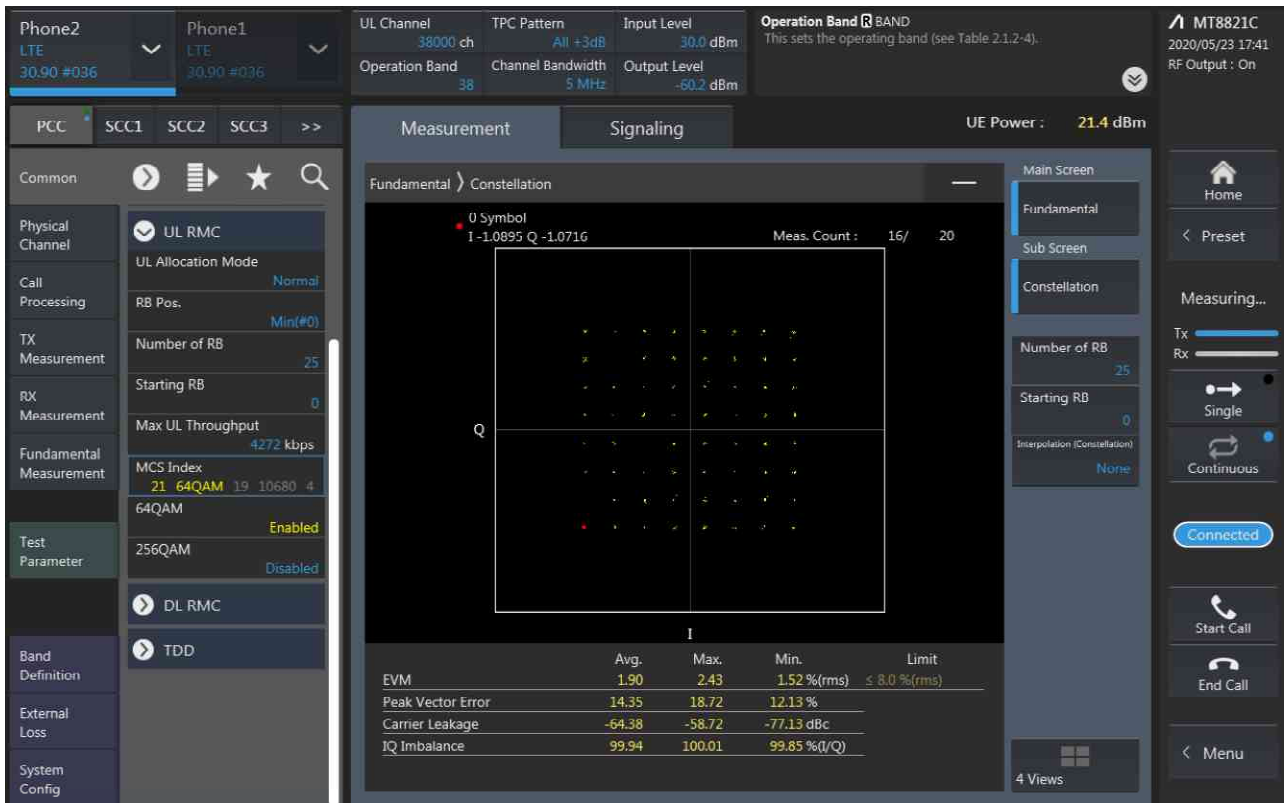 Phone2
LTE
30.90 #036
Phone1
LTE
30.90 #036
UL Channel
38000 ch
TPC Pattern
All +3dB
Input Level
30.0 dBm
Operation Band
38
Channel Bandwidth
5 MHz
Output Level
-60.2 dBm
Operation Band R BAND
This sets the operating band (see Table 2.1.2-4).
MT8821C
2020/05/23 17:41
RF Output : On
PCC SCC1 SCC2 SCC3 >>
Measurement
Signaling
UE Power : 21.4 dBm
Common
Physical
Channel
Call
Processing
TX
Measurement
RX
Measurement
Fundamental
Measurement
Test
Parameter
Band
Definition
External
Loss
System
Config
UL RMC
UL Allocation Mode
Normal
RB Pos.
Min(#0)
Number of RB
25
Starting RB
0
Max UL Throughput
4272 kbps
MCS Index
21 64QAM 19 10680 4
64QAM
Enabled
256QAM
Disabled
DL RMC
TDD
Fundamental 〉 Constellation
0 Symbol
I -1.0895 Q -1.0716
Meas. Count : 16/ 20
Q
I
Avg. Max. Min. Limit
EVM 1.90 2.43 1.52 %(rms) ≤ 8.0 %(rms)
Peak Vector Error 14.35 18.72 12.13 %
Carrier Leakage -64.38 -58.72 -77.13 dBc
IQ Imbalance 99.94 100.01 99.85 %(I/Q)
Main Screen
Fundamental
Sub Screen
Constellation
Number of RB
25
Starting RB
0
Interpolation (Constellation)
None
4 Views
Home
< Preset
Measuring...
Tx
Rx
Single
Continuous
Connected
Start Call
End Call
< Menu